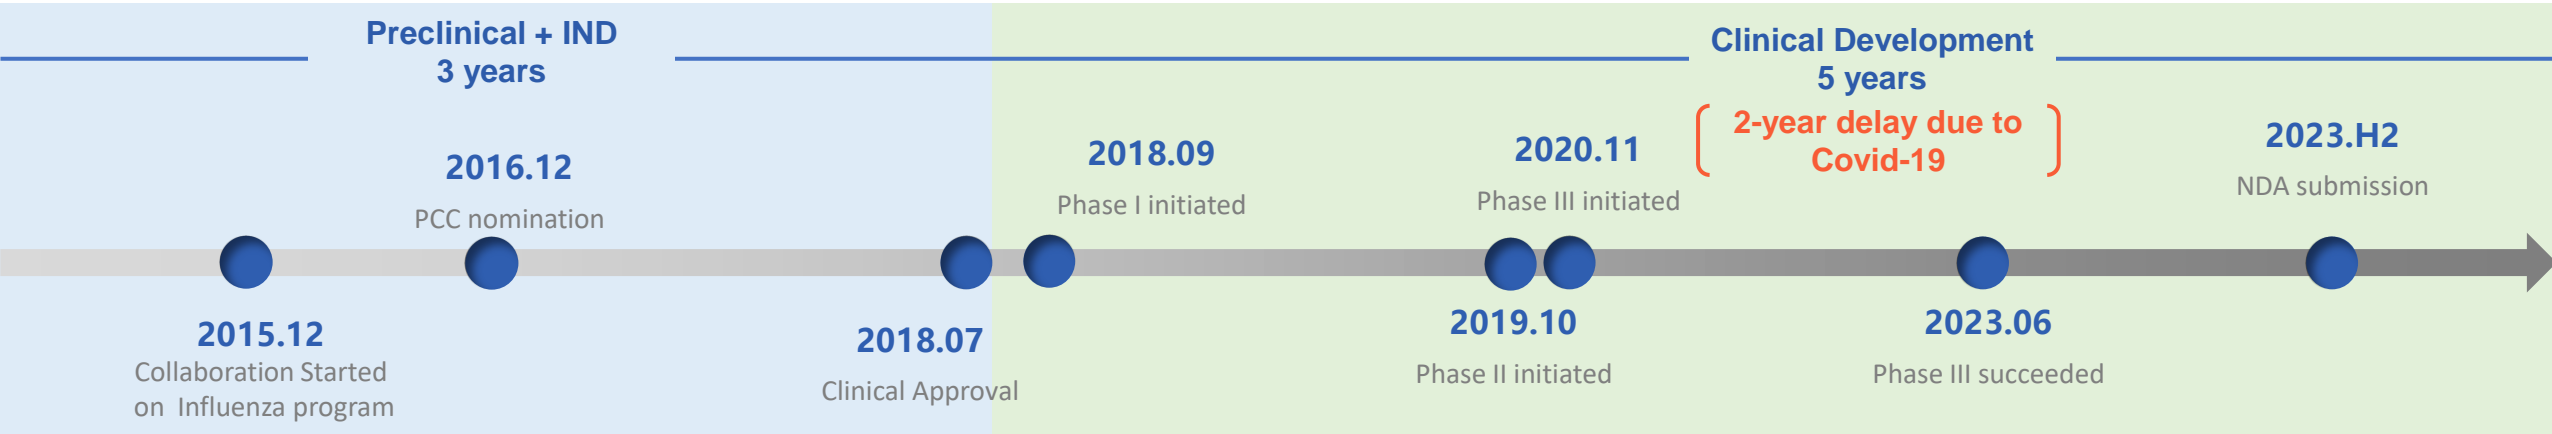 Preclinical + IND
3 years
Clinical Development
5 years
2-year delay due to
Covid-19
2015.12
Collaboration Started
on Influenza program
2016.12
PCC nomination
2018.07
Clinical Approval
2018.09
Phase I initiated
2019.10
Phase II initiated
2020.11
Phase III initiated
2023.06
Phase III succeeded
2023.H2
NDA submission